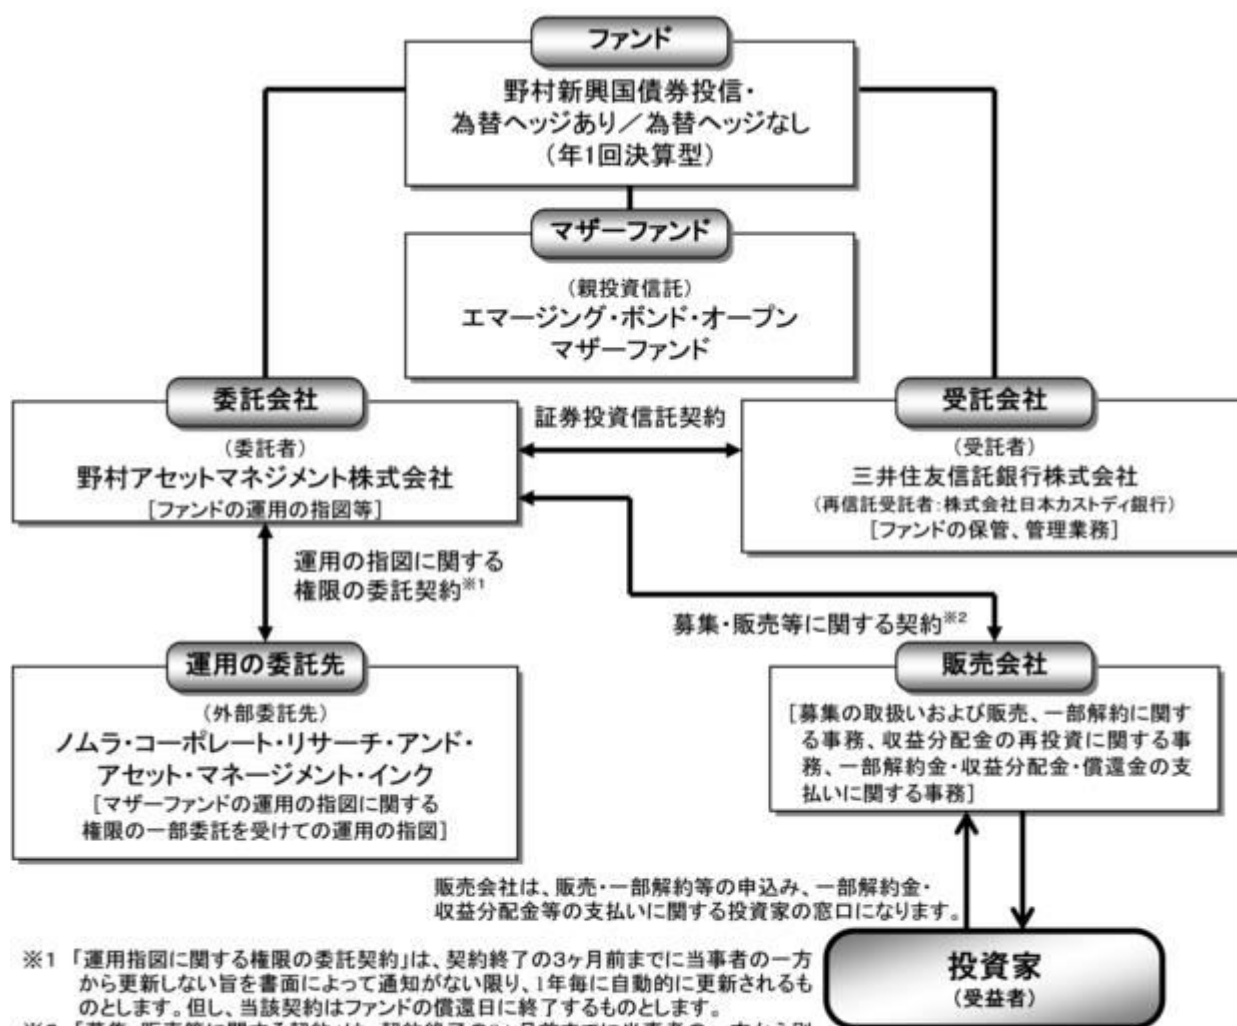 ファンド
野村新興国債券投信・
為替ヘッジあり／為替ヘッジなし
（年1回決算型）
マザーファンド
（親投資信託）
エマージング・ボンド・オープン
マザーファンド
委託会社
（委託者）
野村アセットマネジメント株式会社
[ファンドの運用の指図等]
証券投資信託契約
受託会社
（受託者）
三井住友信託銀行株式会社
（再信託受託者：株式会社日本カストディ銀行）
[ファンドの保管、管理業務]
運用の指図に関する
権限の委託契約※1
募集・販売等に関する契約※2
運用の委託先
（外部委託先）
ノムラ・コーポレート・リサーチ・アンド・
アセット・マネージメント・インク
[マザーファンドの運用の指図に関する
権限の一部委託を受けての運用の指図]
販売会社
[募集の取扱いおよび販売、一部解約に関す
る事務、収益分配金の再投資に関する事
務、一部解約金・収益分配金・償還金の支
払いに関する事務]
販売会社は、販売・一部解約等の申込み、一部解約金・
収益分配金等の支払いに関する投資家の窓口になります。
投資家
（受益者）
※1 「運用指図に関する権限の委託契約」は、契約終了の3ヶ月前までに当事者の一方
から更新しない旨を書面によって通知がない限り、1年毎に自動的に更新されるも
のとします。但し、当該契約はファンドの償還日に終了するものとします。